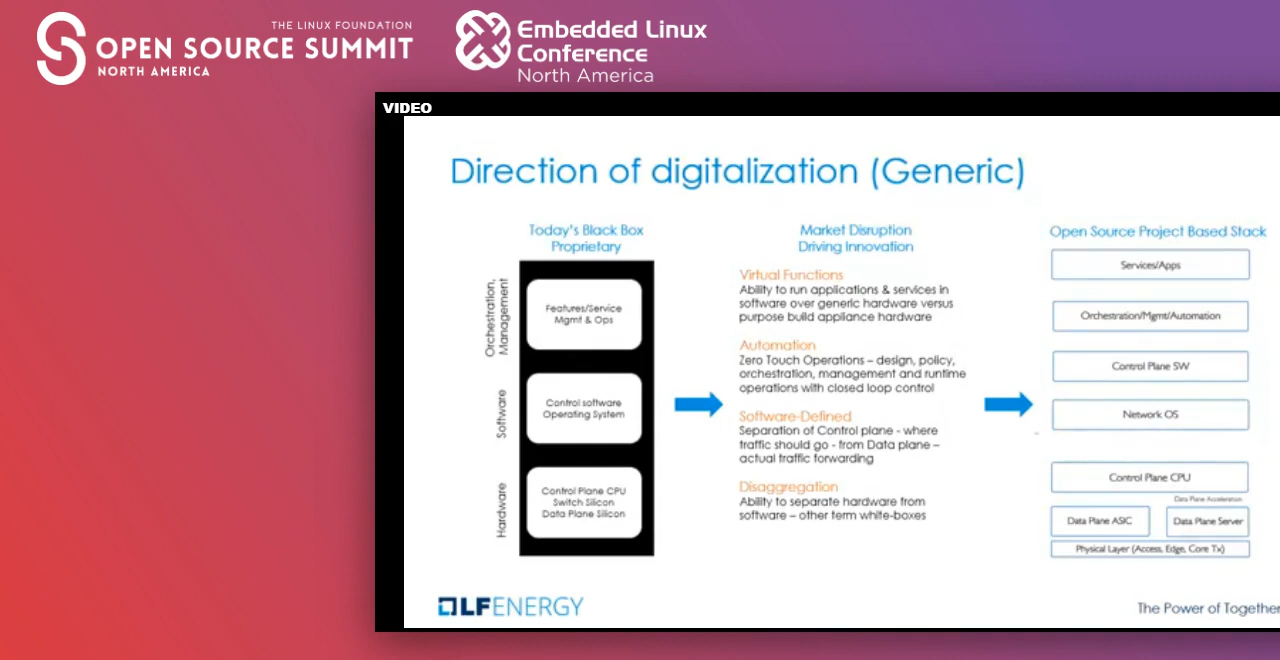 THE LINUX FOUNDATION
OPEN SOURCE SUMMIT
NORTH AMERICA
Embedded Linux
Conference
North America
VIDEO
Direction of digitalization (Generic)
Today's Black Box
Proprietary
Orchestration,
Management
Features/Service
Mgmt & Ops
Software
Control software
Operating System
Hardware
Control Plane CPU
Switch Silicon
Data Plane Silicon
Market Disruption
Driving Innovation
Virtual Functions
Ability to run applications & services in
software over generic hardware versus
purpose build appliance hardware
Automation
Zero Touch Operations – design, policy,
orchestration, management and runtime
operations with closed loop control
Software-Defined
Separation of Control plane - where
traffic should go - from Data plane –
actual traffic forwarding
Disaggregation
Ability to separate hardware from
software – other term white-boxes
Open Source Project Based Stack
Services/Apps
Orchestration/Mgmt/Automation
Control Plane SW
Network OS
Control Plane CPU
Data Plane Acceleration
Data Plane ASIC
Data Plane Server
Physical Layer (Access, Edge, Core Tx)
LFENERGY
The Power of Together